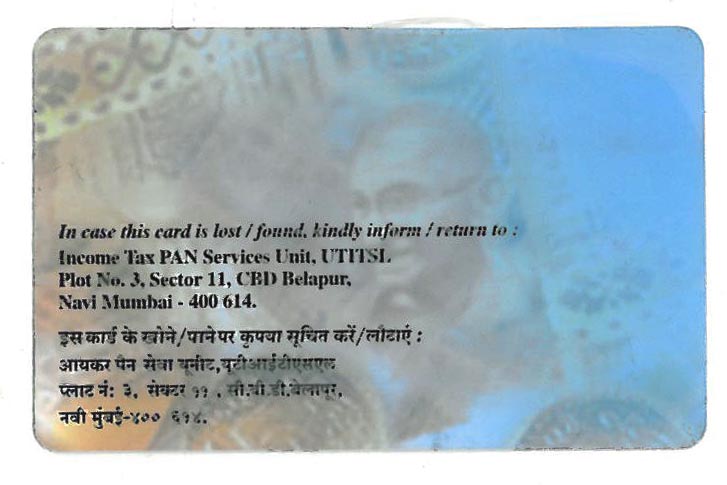 In case this card is lost / found, kindly inform / return to :
Income Tax PAN Services Unit, UTITSL
Plot No. 3, Sector 11, CBD Belapur,
Navi Mumbai - 400 614.
इस कार्ड के खोने/पाने पर कृपया सूचित करें/लौटाएं :
आयकर पैन सेवा यूनीट, यूटीआईटीएसएल
प्लाट नं: ३, सेक्टर ११ , सी.बी.डी.बेलापूर,
नवी मुंबई-४०० ६१४.